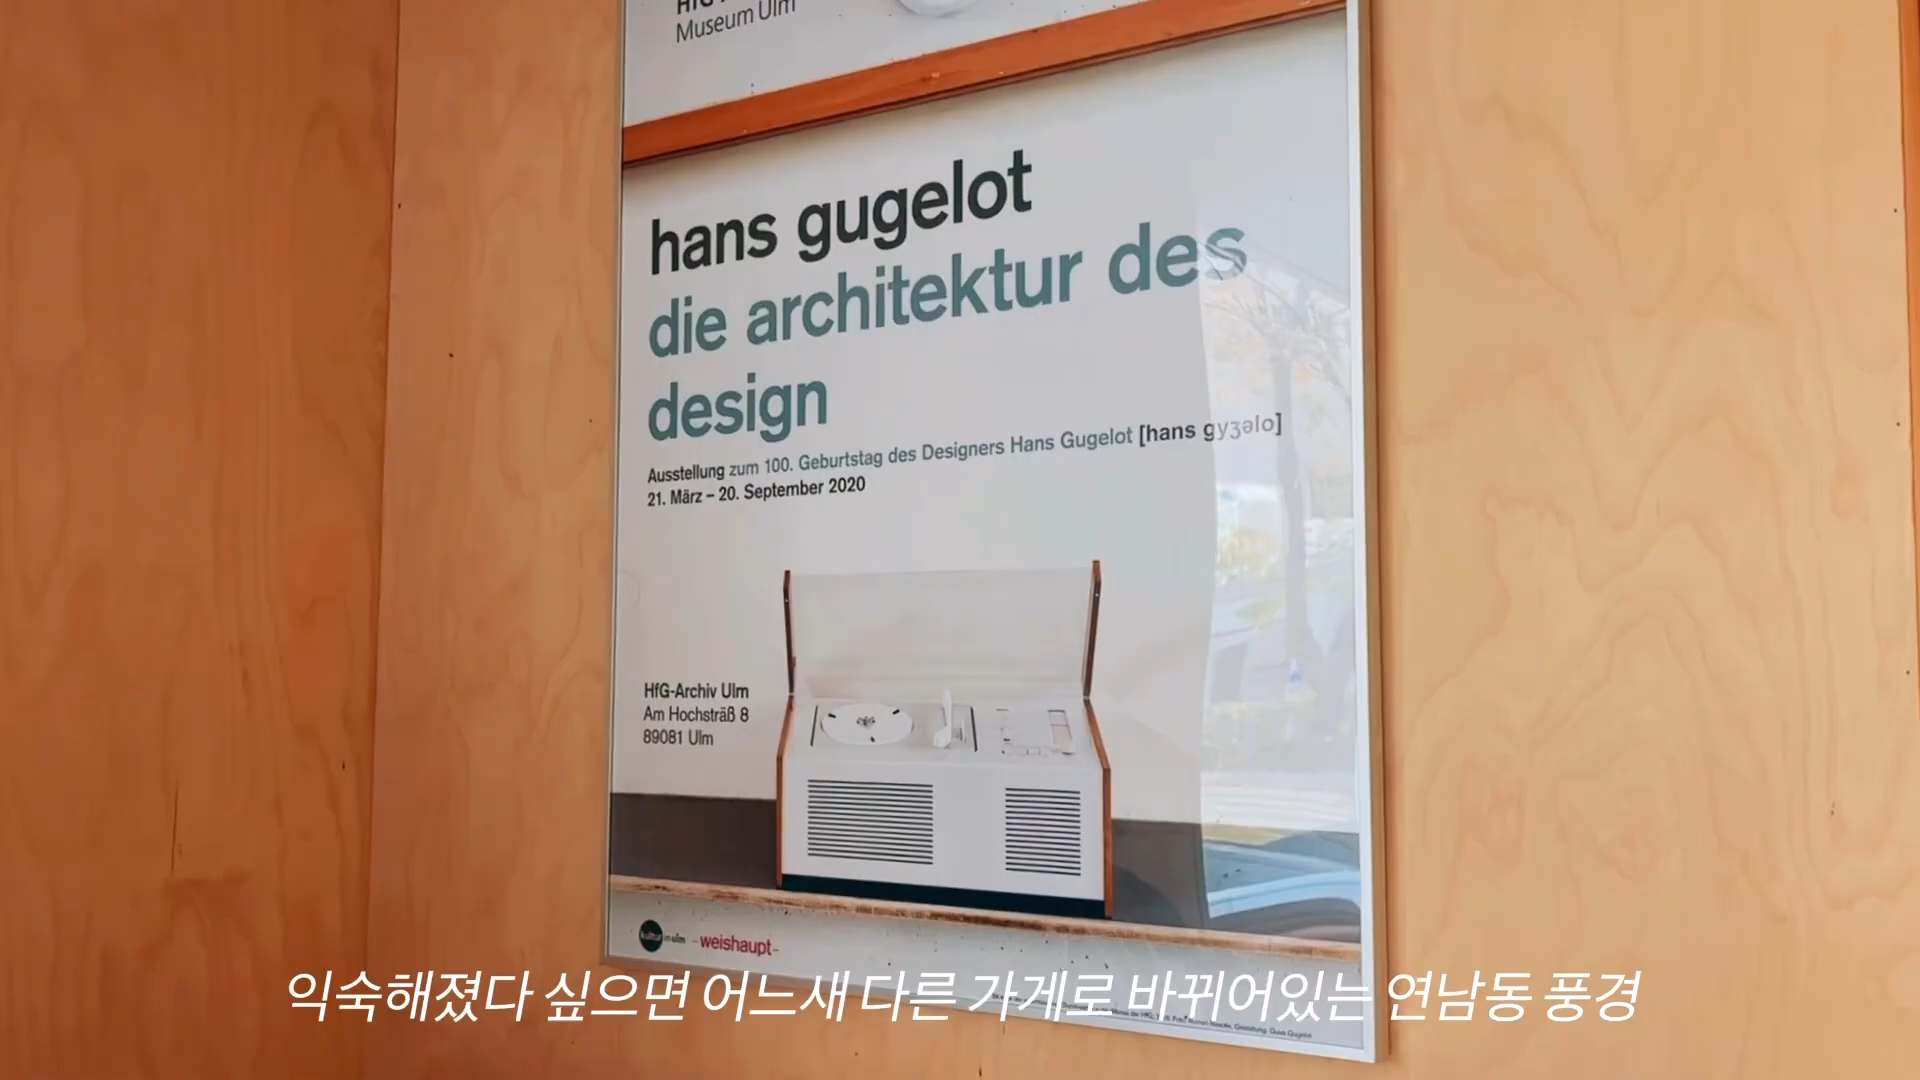 Museum Ulm
hans gugelot
die architektur des
design
Ausstellung zum 100. Geburtstag des Designers Hans Gugelot [hans gyʒəlo]
21. März – 20. September 2020
HfG-Archiv Ulm
Am Hochsträß 8
89081 Ulm
kultur in ulm
-weishaupt-
익숙해졌다 싶으면 어느새 다른 가게로 바뀌어있는 연남동 풍경